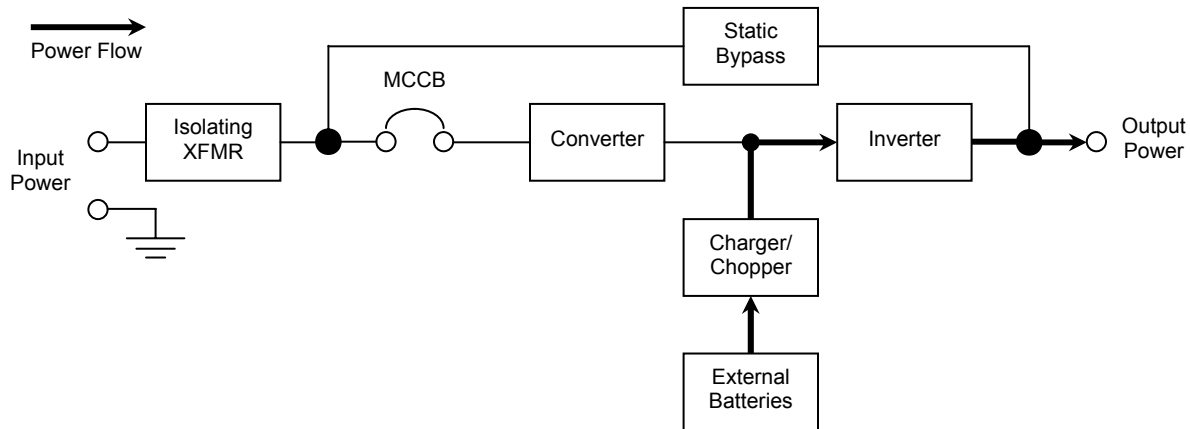 Power Flow
Static
Bypass
MCCB
Input
Power
Isolating
XFMR
Converter
Inverter
Output
Power
Charger/
Chopper
External
Batteries